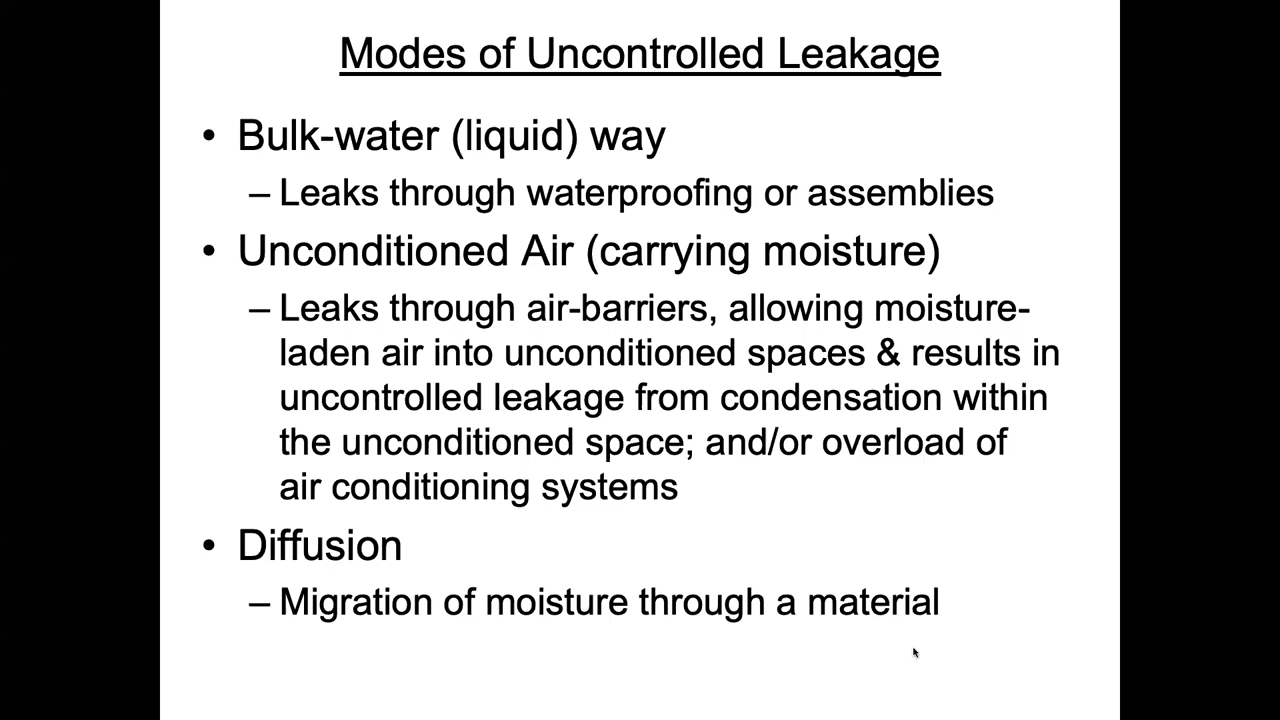 Modes of Uncontrolled Leakage
• Bulk-water (liquid) way
– Leaks through waterproofing or assemblies
• Unconditioned Air (carrying moisture)
– Leaks through air-barriers, allowing moisture-
laden air into unconditioned spaces & results in
uncontrolled leakage from condensation within
the unconditioned space; and/or overload of
air conditioning systems
• Diffusion
– Migration of moisture through a material